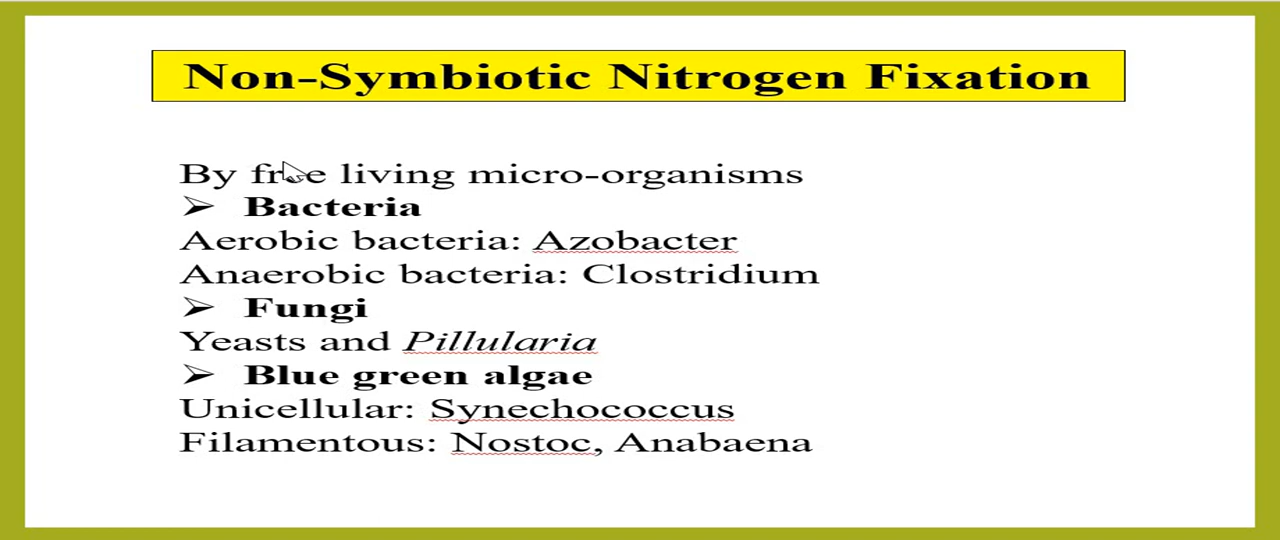 Non-Symbiotic Nitrogen Fixation
By free living micro-organisms
➢ Bacteria
Aerobic bacteria: Azobacter
Anaerobic bacteria: Clostridium
➢ Fungi
Yeasts and Pillularia
➢ Blue green algae
Unicellular: Synechococcus
Filamentous: Nostoc, Anabaena